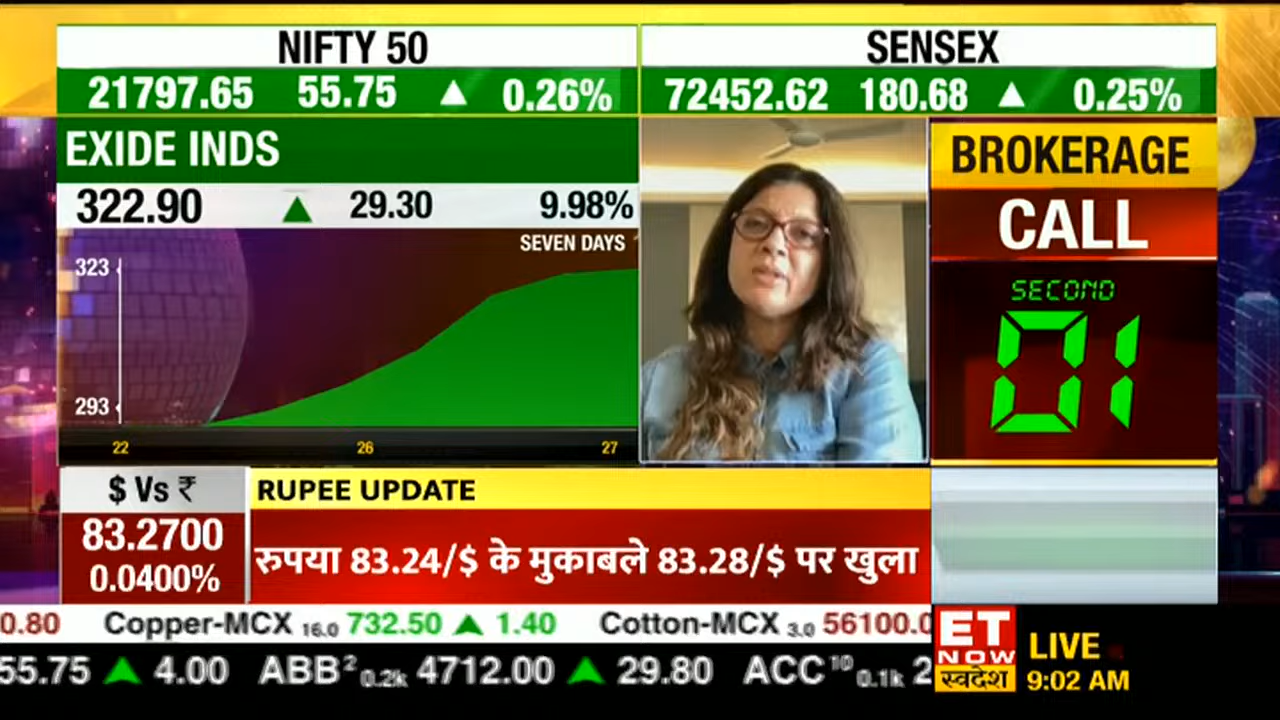 NIFTY 50
21797.65 55.75 ▲ 0.26%
SENSEX
72452.62 180.68 ▲ 0.25%
EXIDE INDS
322.90 ▲ 29.30 9.98%
SEVEN DAYS
323
293
22 26 27
BROKERAGE
CALL
SECOND
01
$ Vs ₹
83.2700
0.0400%
RUPEE UPDATE
रुपया 83.24/$ के मुकाबले 83.28/$ पर खुला
0.80 Copper-MCX 16.0 732.50 ▲ 1.40 Cotton-MCX 3.0 56100.0
55.75 ▲ 4.00 ABB 2 0.2k 4712.00 ▲ 29.80 ACC 10 0.1k 2
ET
NOW
स्वदेश
LIVE
9:02 AM